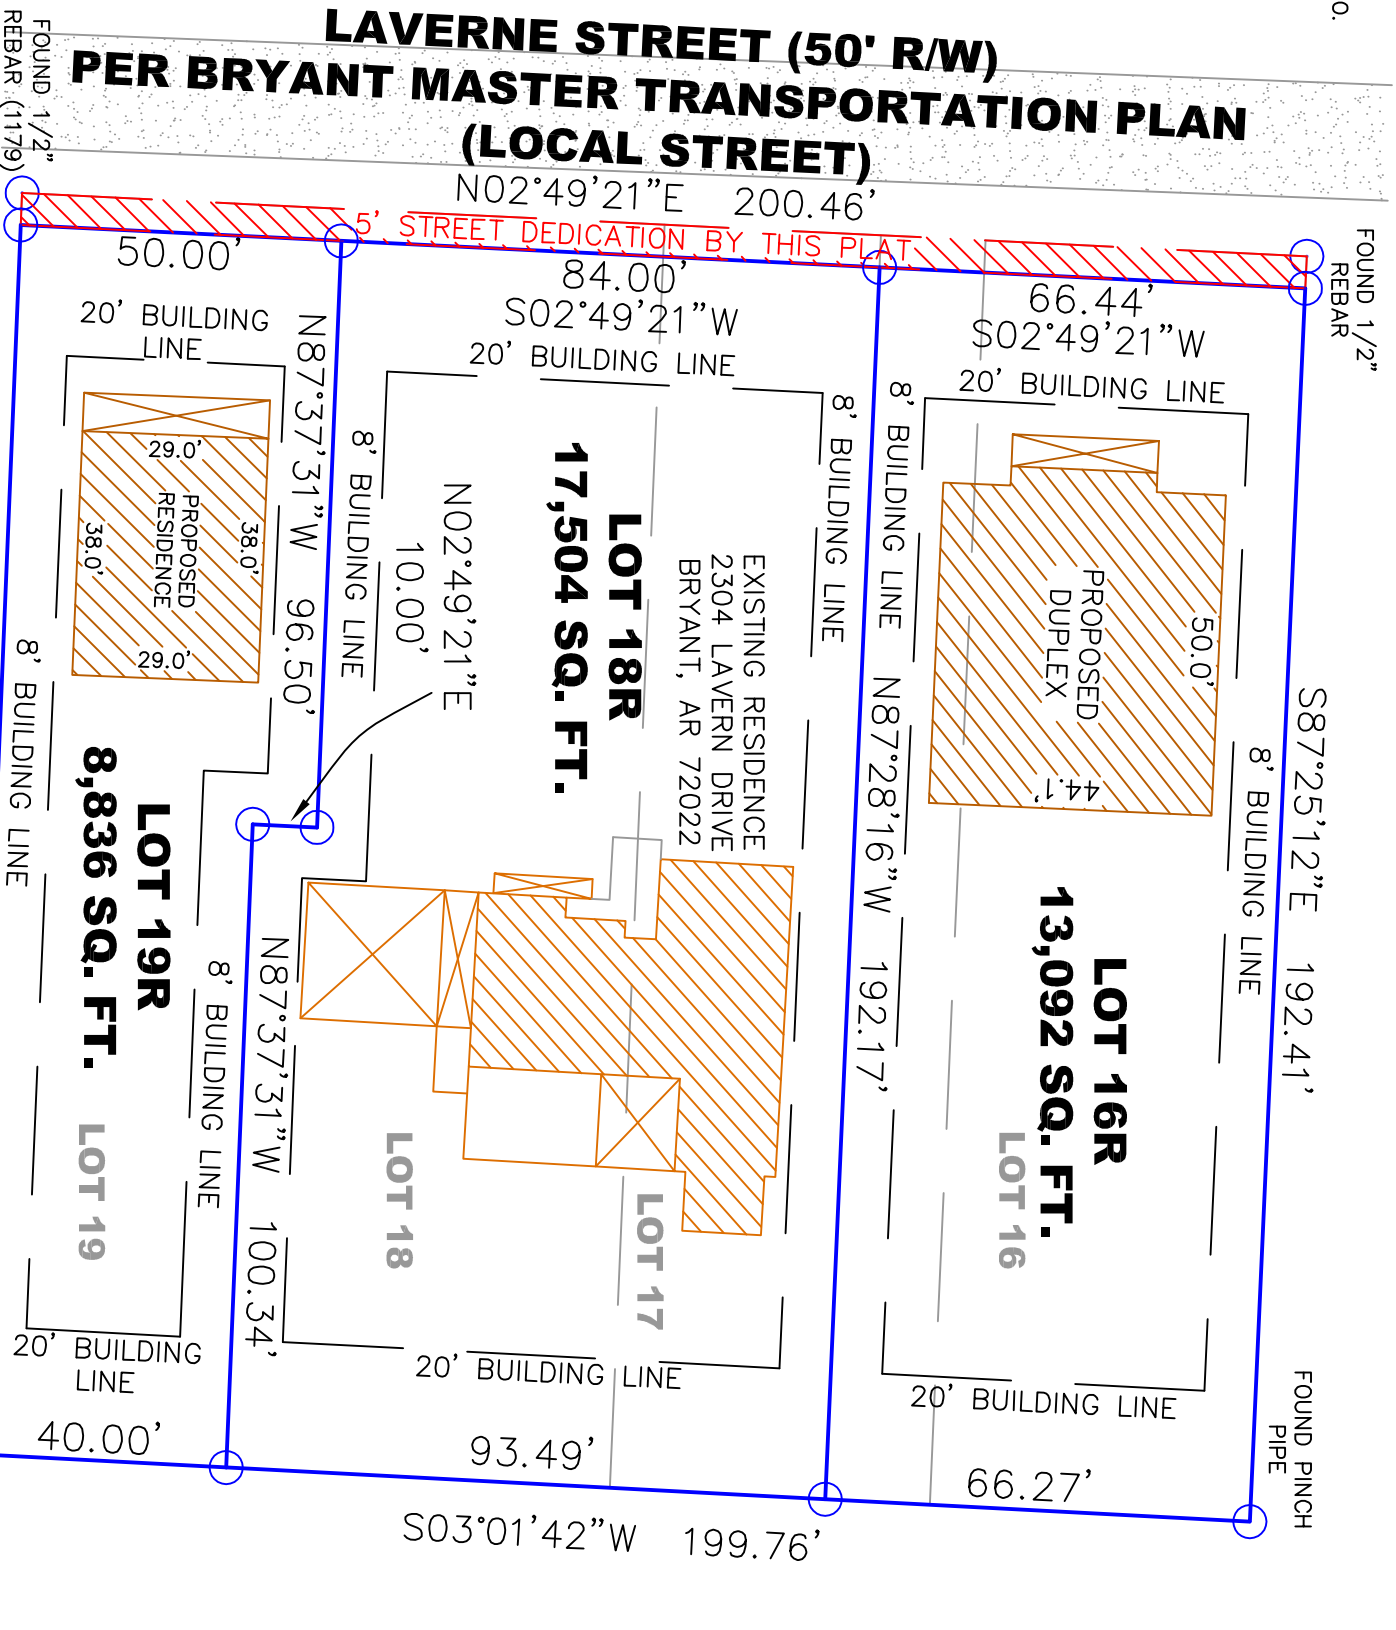 O.
LAVERNE STREET (50' R/W)
PER BRYANT MASTER TRANSPORTATION PLAN
(LOCAL STREET)
FOUND 1/2"
REBAR (1179)
N02°49'21"E 200.46'
5' STREET DEDICATION BY THIS PLAT
FOUND 1/2"
REBAR
50.00'
84.00'
S02°49'21"W
66.44'
S02°49'21"W
20' BUILDING
LINE
20' BUILDING LINE
20' BUILDING LINE
N87°37'31"W 96.50'
8' BUILDING LINE
8' BUILDING LINE
8' BUILDING LINE
29.0'
38.0'
38.0'
PROPOSED
RESIDENCE
29.0'
N02°49'21"E
10.00'
LOT 18R
17,504 SQ. FT.
EXISTING RESIDENCE
2304 LAVERN DRIVE
BRYANT, AR 72022
PROPOSED
DUPLEX
50.0'
44.1'
8' BUILDING LINE
N87°28'16"W 192.17'
8' BUILDING LINE
S87°25'12"E 192.41'
LOT 19R
8,836 SQ. FT.
LOT 16R
13,092 SQ. FT.
8' BUILDING LINE
N87°37'31"W 100.34'
LOT 19
LOT 18
LOT 17
LOT 16
20' BUILDING
LINE
20' BUILDING LINE
20' BUILDING LINE
FOUND PINCH
PIPE
40.00'
93.49'
66.27'
S03°01'42"W 199.76'